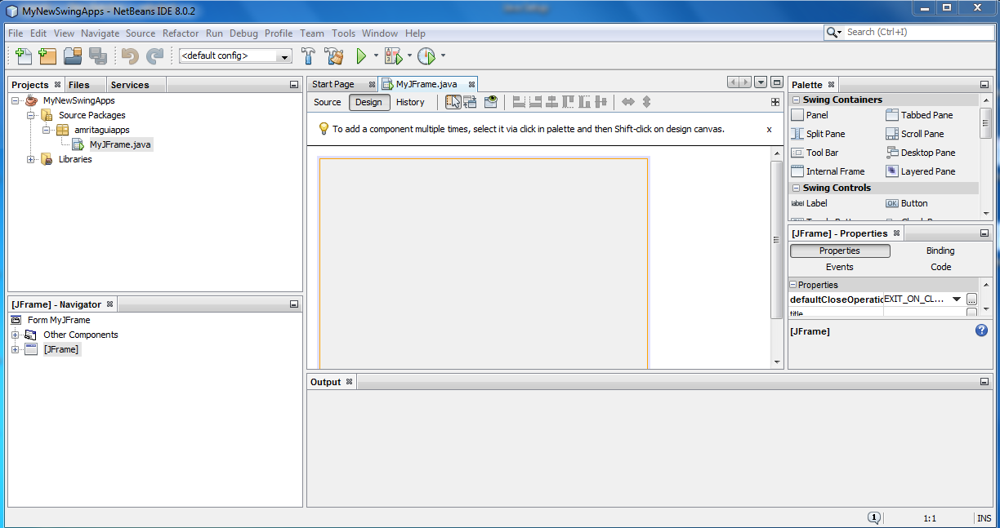 MyNewSwingApps - NetBeans IDE 8.0.2
File Edit View Navigate Source Refactor Run Debug Profile Team Tools Window Help
Search (Ctrl+I)
<default config>
Projects Files Services
MyNewSwingApps
Source Packages
amritaguiapps
MyJFrame.java
Libraries
[JFrame] - Navigator
Form MyJFrame
Other Components
[JFrame]
Start Page MyJFrame.java
Source Design History
To add a component multiple times, select it via click in palette and then Shift-click on design canvas.
x
Output
Palette
Swing Containers
Panel Tabbed Pane
Split Pane Scroll Pane
Tool Bar Desktop Pane
Internal Frame Layered Pane
Swing Controls
label Label OK Button
[JFrame] - Properties
Properties Binding
Events Code
Properties
defaultCloseOperatic EXIT_ON_CL... ...
title
[JFrame]
?
1 1:1 INS